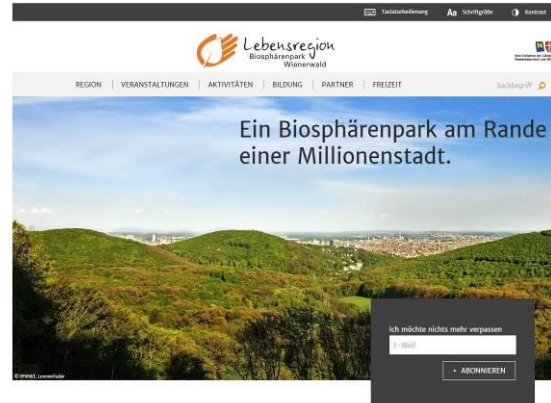 Tastaturbedienung Aa Schriftgröße Kontrast
Lebensregion
Biosphärenpark
Wienerwald
REGION VERANSTALTUNGEN AKTIVITÄTEN BILDUNG PARTNER FREIZEIT Suchbegriff
Ein Biosphärenpark am Rande
einer Millionenstadt.
Ich möchte nichts mehr verpassen
E-Mail
• ABONNIEREN